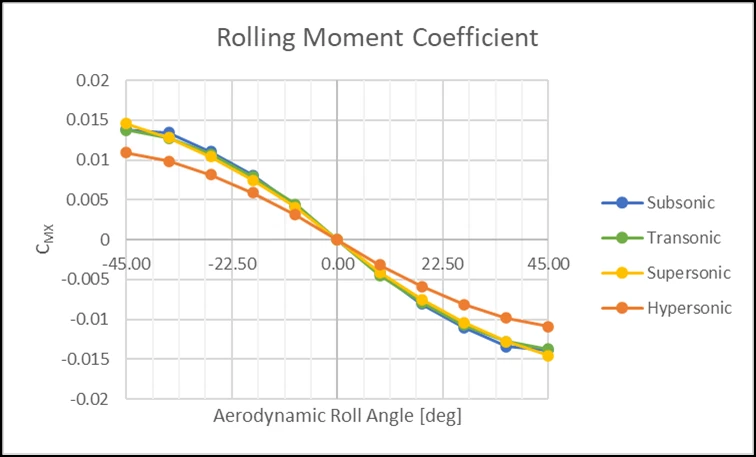 Rolling Moment Coefficient
0.02
0.015
0.01
0.005
0
-0.005
-0.01
-0.015
-0.02
-45.00 -22.50 0.00 22.50 45.00
CMX
Aerodynamic Roll Angle [deg]
Subsonic
Transonic
Supersonic
Hypersonic